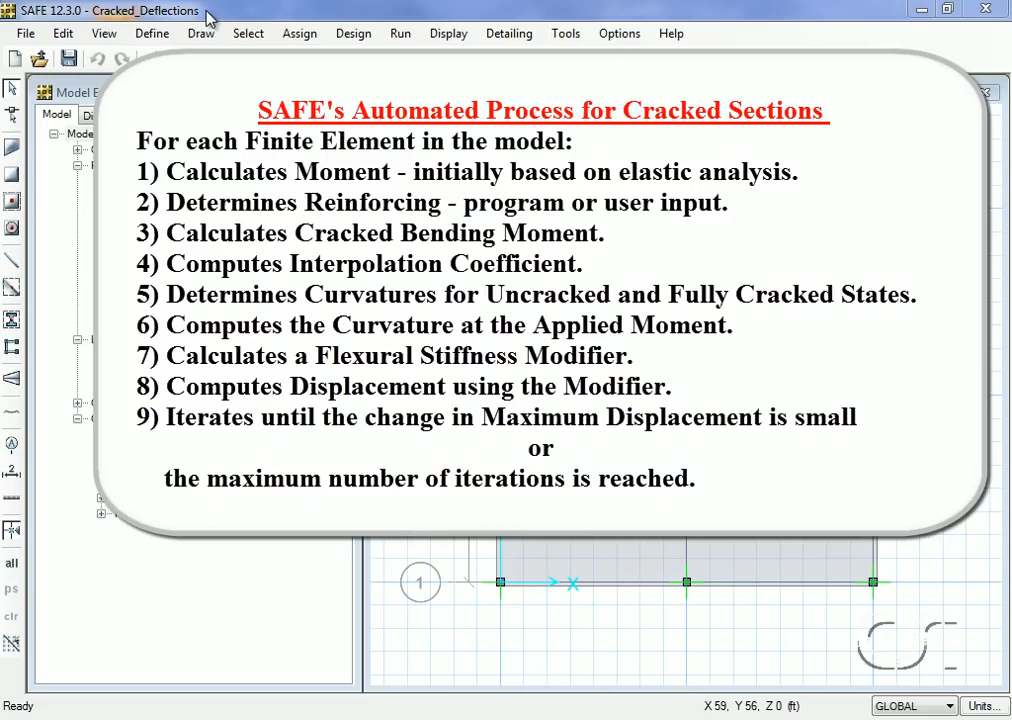 SAFE 12.3.0 - Cracked_Deflections
File Edit View Define Draw Select Assign Design Run Display Detailing Tools Options Help
Model
SAFE's Automated Process for Cracked Sections
For each Finite Element in the model:
1) Calculates Moment - initially based on elastic analysis.
2) Determines Reinforcing - program or user input.
3) Calculates Cracked Bending Moment.
4) Computes Interpolation Coefficient.
5) Determines Curvatures for Uncracked and Fully Cracked States.
6) Computes the Curvature at the Applied Moment.
7) Calculates a Flexural Stiffness Modifier.
8) Computes Displacement using the Modifier.
9) Iterates until the change in Maximum Displacement is small
or
the maximum number of iterations is reached.
Model
Mode
all
ps
clr
1
X
Ready
X 59, Y 56, Z 0 (ft)
GLOBAL
Units...